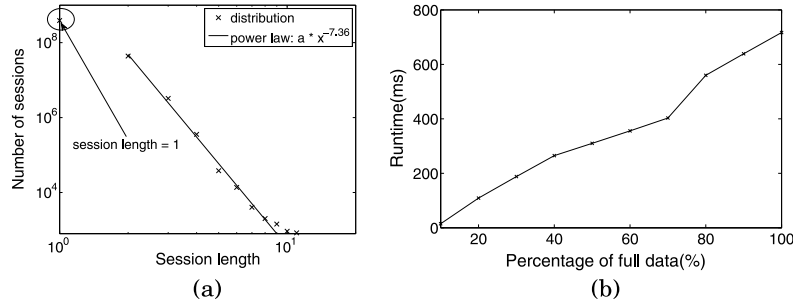 distribution
power law: a * x^-7.36
10^8
10^6
10^4
Number of sessions
session length = 1
10^0
10^1
Session length
(a)
800
600
400
200
0
Runtime(ms)
20
40
60
80
100
Percentage of full data(%)
(b)